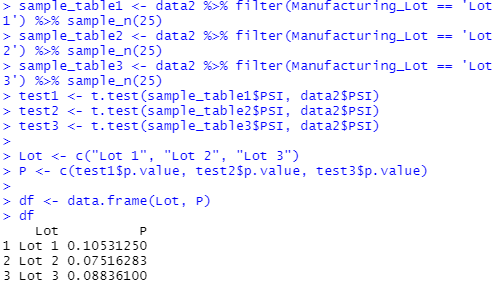 > sample_table1 <- data2 %>% filter(Manufacturing_Lot == 'Lot
1') %>% sample_n(25)
> sample_table2 <- data2 %>% filter(Manufacturing_Lot == 'Lot
2') %>% sample_n(25)
> sample_table3 <- data2 %>% filter(Manufacturing_Lot == 'Lot
3') %>% sample_n(25)
> test1 <- t.test(sample_table1$PSI, data2$PSI)
> test2 <- t.test(sample_table2$PSI, data2$PSI)
> test3 <- t.test(sample_table3$PSI, data2$PSI)
>
> Lot <- c("Lot 1", "Lot 2", "Lot 3")
> P <- c(test1$p.value, test2$p.value, test3$p.value)
>
> df <- data.frame(Lot, P)
> df
    Lot          P
1 Lot 1 0.10531250
2 Lot 2 0.07516283
3 Lot 3 0.08836100